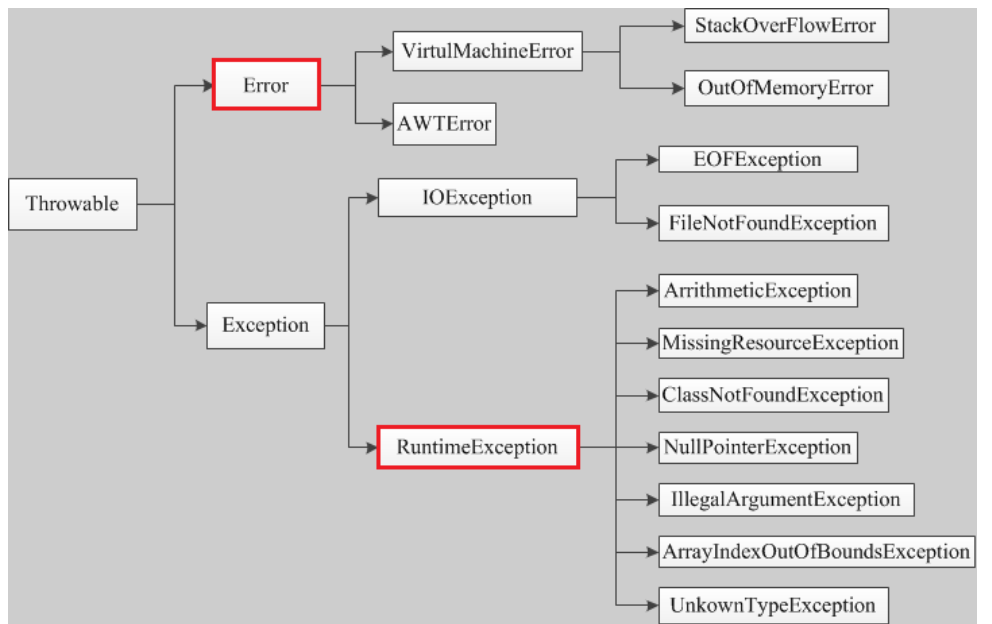 StackOverFlowError
VirtulMachineError
Error
OutOfMemoryError
AWTError
EOFException
IOException
Throwable
FileNotFoundException
ArrithmeticException
Exception
MissingResourceException
ClassNotFoundException
RuntimeException
NullPointerException
IllegalArgumentException
ArrayIndexOutOfBoundsException
UnkownTypeException